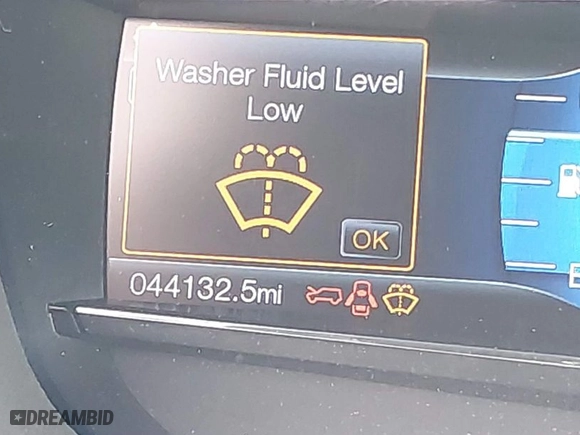 Washer Fluid Level
Low
OK
044132.5mi
DREAMBID